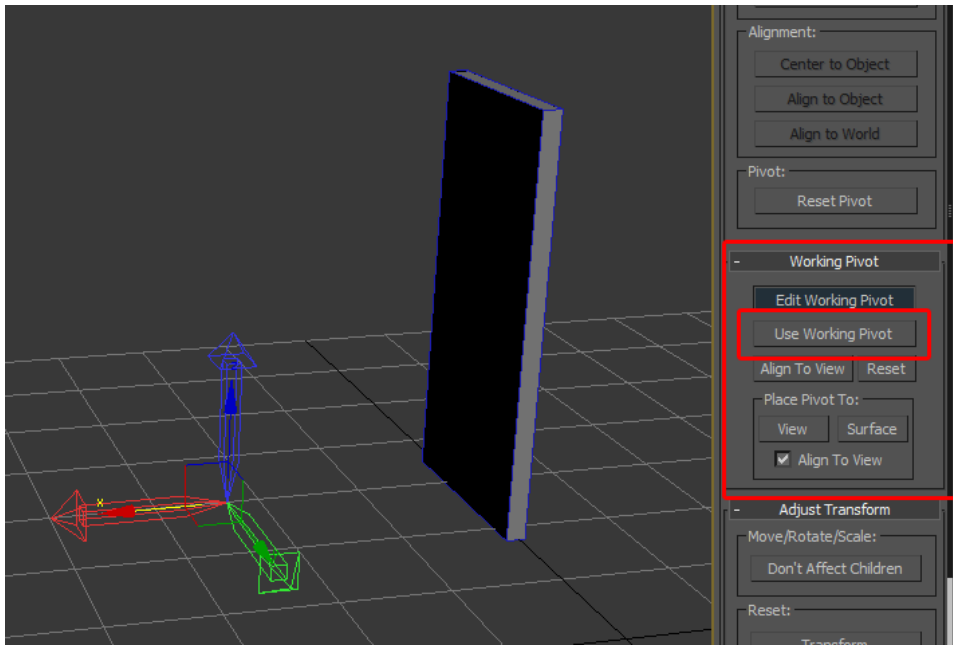 Alignment:
Center to Object
Align to Object
Align to World
Pivot:
Reset Pivot
- Working Pivot
Edit Working Pivot
Use Working Pivot
Align To View Reset
Place Pivot To:
View Surface
Align To View
- Adjust Transform
Move/Rotate/Scale:
Don't Affect Children
Reset:
Transform
z
x